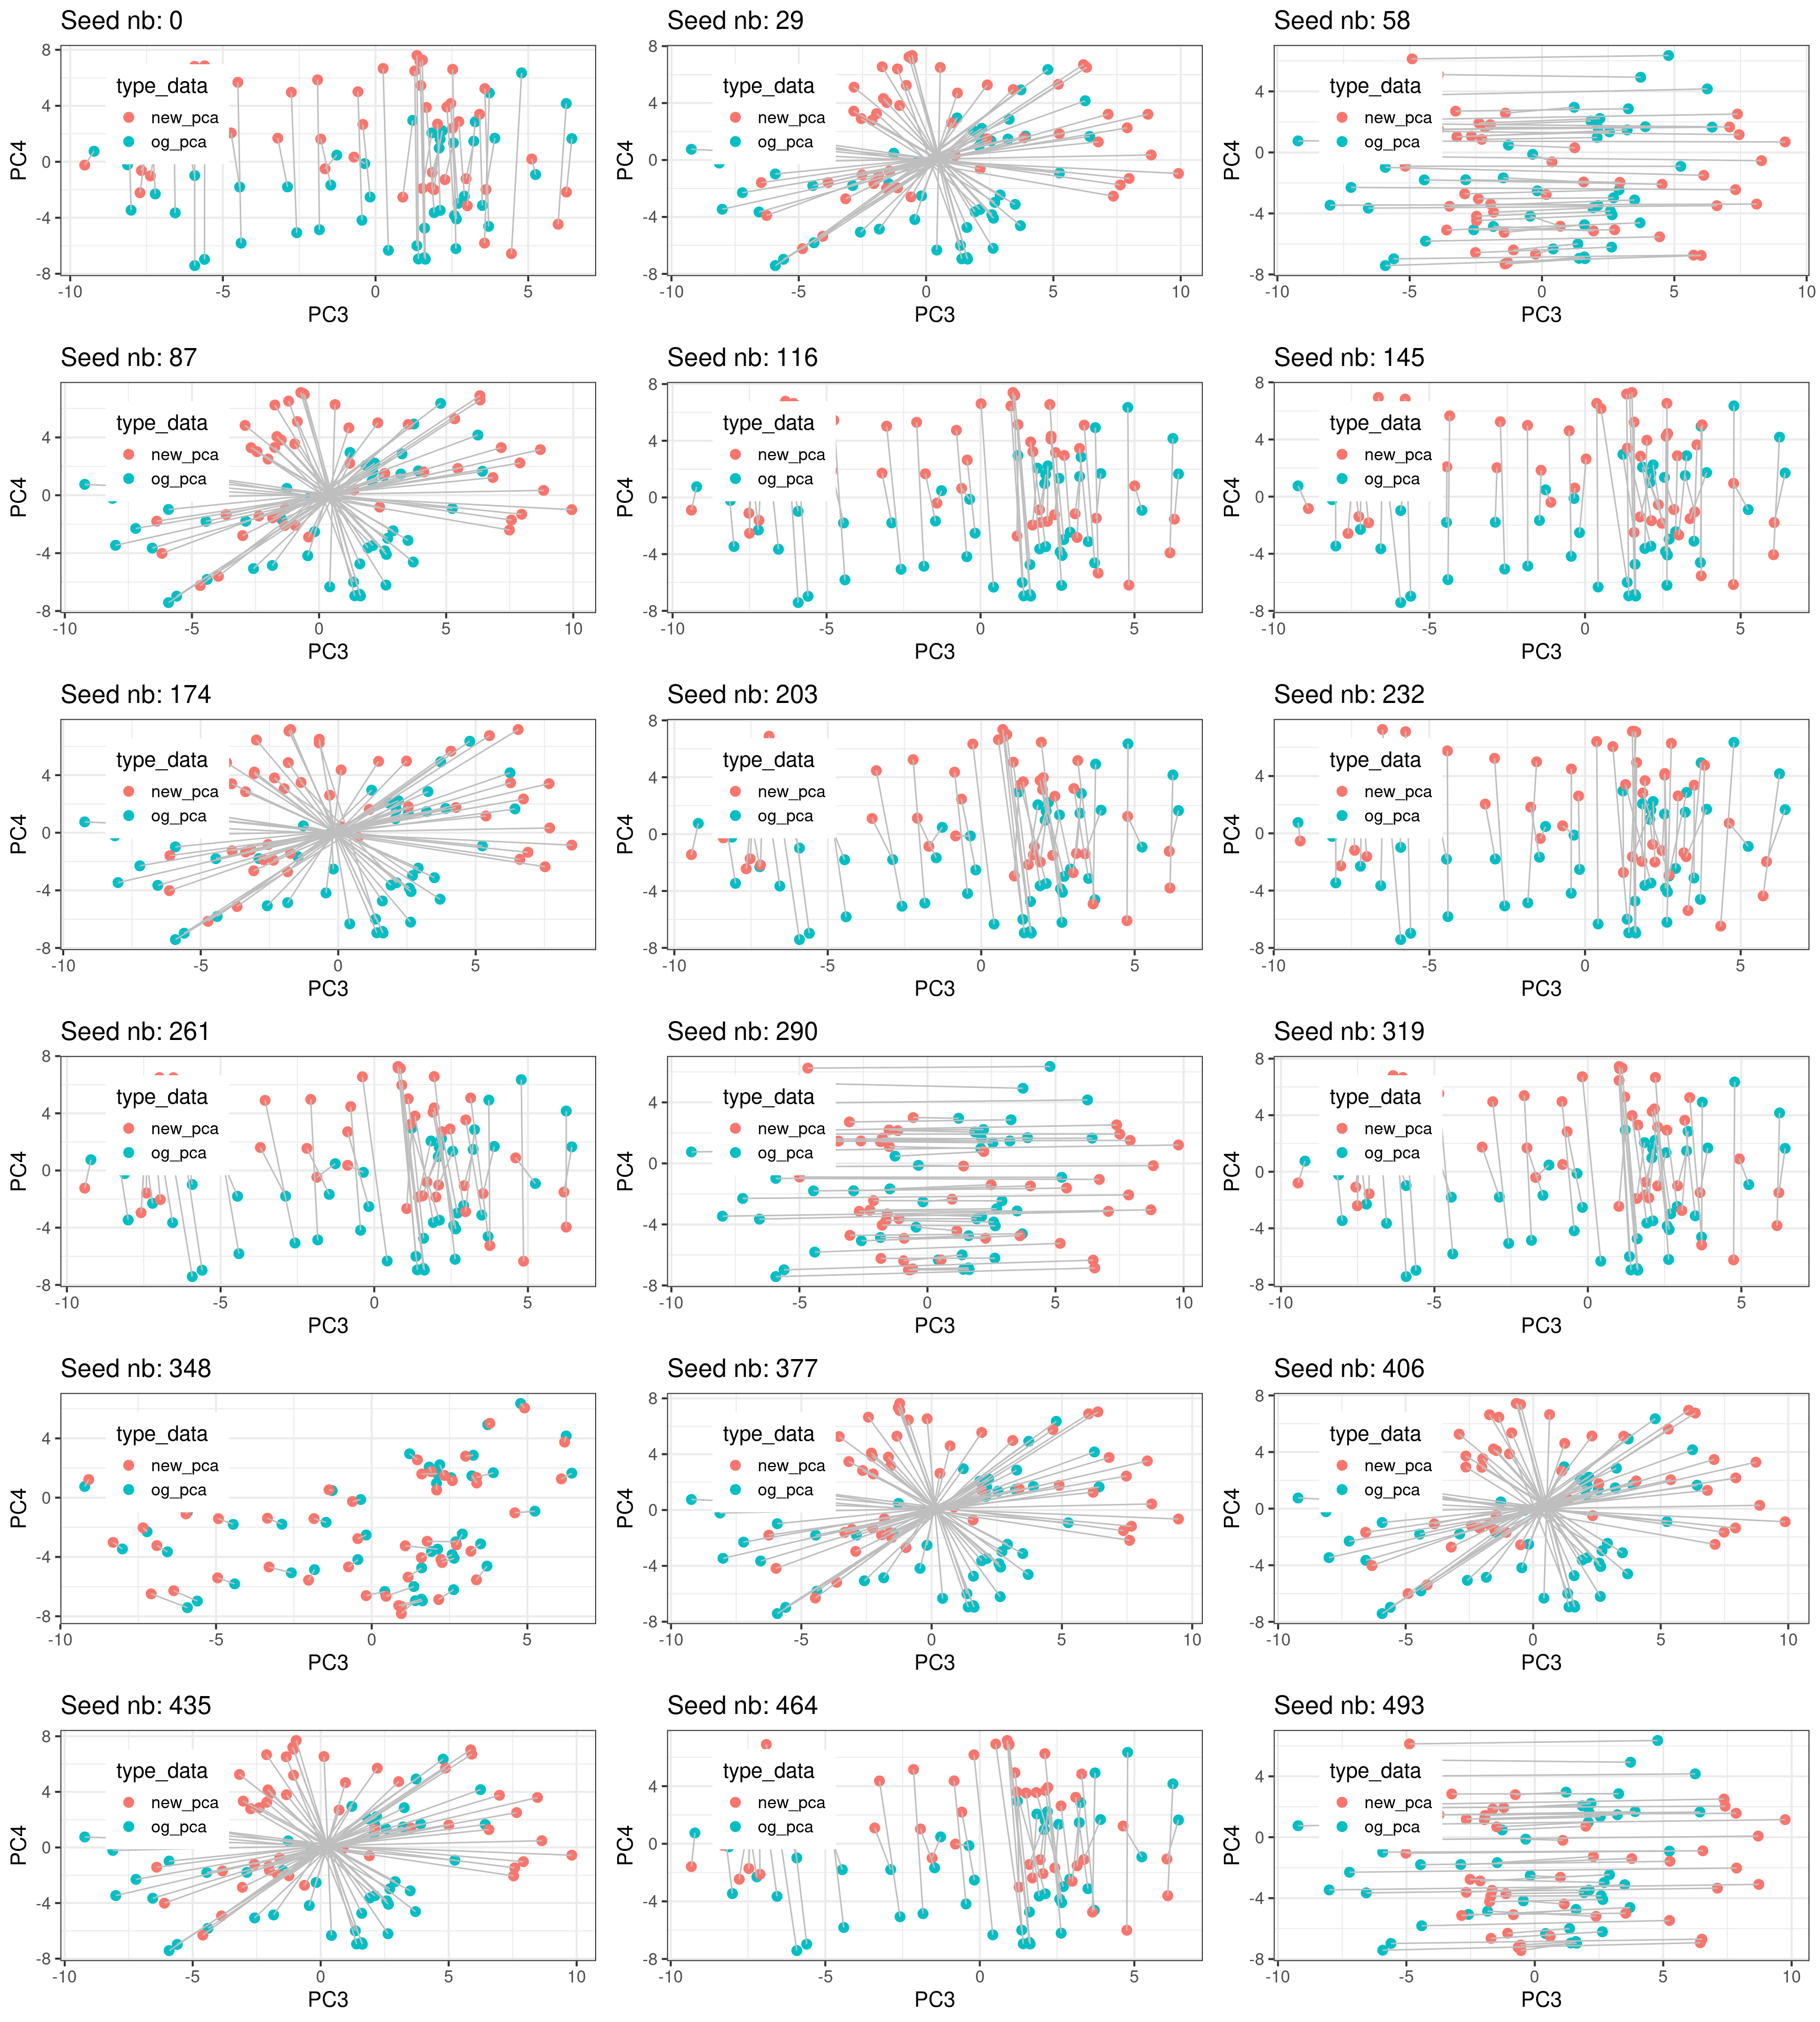 Seed nb: 0
PC4
8
4
0
-4
-8
type_data
new_pca
og_pca
-10 -5 0 5
PC3
Seed nb: 29
PC4
8
4
0
-4
-8
type_data
new_pca
og_pca
-10 -5 0 5 10
PC3
Seed nb: 58
PC4
4
0
-4
-8
type_data
new_pca
og_pca
-10 -5 0 5 10
PC3
Seed nb: 87
PC4
4
0
-4
-8
type_data
new_pca
og_pca
-10 -5 0 5 10
PC3
Seed nb: 116
PC4
8
4
0
-4
-8
type_data
new_pca
og_pca
-10 -5 0 5
PC3
Seed nb: 145
PC4
8
4
0
-4
-8
type_data
new_pca
og_pca
-10 -5 0 5
PC3
Seed nb: 174
PC4
4
0
-4
-8
type_data
new_pca
og_pca
-10 -5 0 5
PC3
Seed nb: 203
PC4
8
4
0
-4
-8
type_data
new_pca
og_pca
-10 -5 0 5
PC3
Seed nb: 232
PC4
4
0
-4
-8
type_data
new_pca
og_pca
-10 -5 0 5
PC3
Seed nb: 261
PC4
8
4
0
-4
-8
type_data
new_pca
og_pca
-10 -5 0 5
PC3
Seed nb: 290
PC4
4
0
-4
-8
type_data
new_pca
og_pca
-10 -5 0 5 10
PC3
Seed nb: 319
PC4
8
4
0
-4
-8
type_data
new_pca
og_pca
-10 -5 0 5
PC3
Seed nb: 348
PC4
4
0
-4
-8
type_data
new_pca
og_pca
-10 -5 0 5
PC3
Seed nb: 377
PC4
8
4
0
-4
-8
type_data
new_pca
og_pca
-10 -5 0 5 10
PC3
Seed nb: 406
PC4
8
4
0
-4
-8
type_data
new_pca
og_pca
-10 -5 0 5 10
PC3
Seed nb: 435
PC4
8
4
0
-4
-8
type_data
new_pca
og_pca
-10 -5 0 5 10
PC3
Seed nb: 464
PC4
4
0
-4
-8
type_data
new_pca
og_pca
-10 -5 0 5
PC3
Seed nb: 493
PC4
4
0
-4
-8
type_data
new_pca
og_pca
-10 -5 0 5 10
PC3